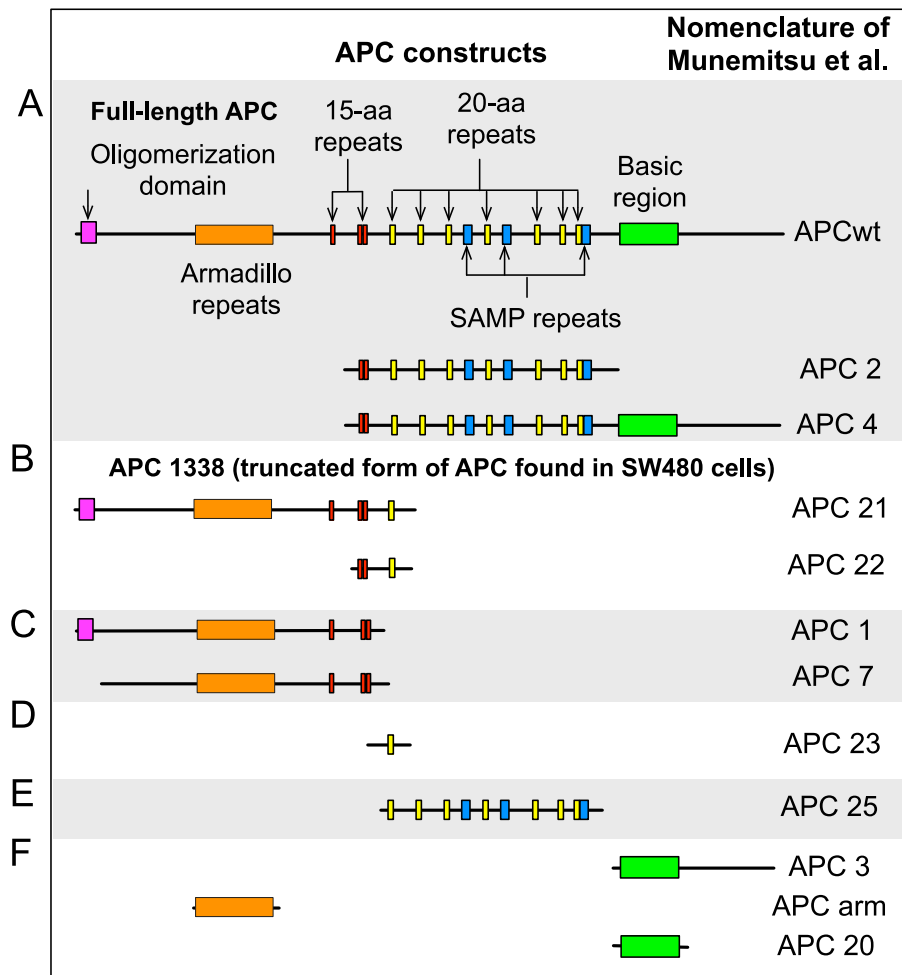 APC constructs
Nomenclature of
Munemitsu et al.
A
Full-length APC
Oligomerization
domain
15-aa
repeats
20-aa
repeats
Basic
region
APCwt
Armadillo
repeats
SAMP repeats
APC 2
APC 4
B
APC 1338 (truncated form of APC found in SW480 cells)
APC 21
APC 22
C
APC 1
APC 7
D
APC 23
E
APC 25
F
APC 3
APC arm
APC 20